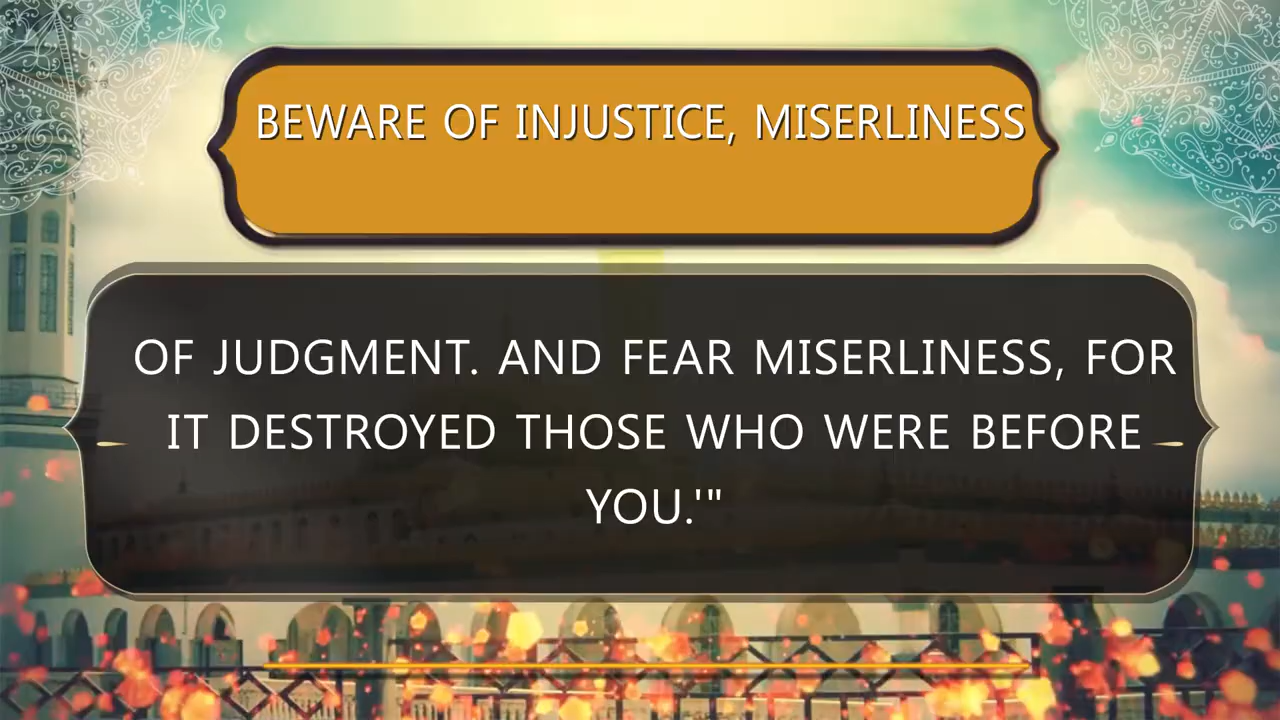 BEWARE OF INJUSTICE, MISERLINESS
OF JUDGMENT. AND FEAR MISERLINESS, FOR
IT DESTROYED THOSE WHO WERE BEFORE
YOU.'"